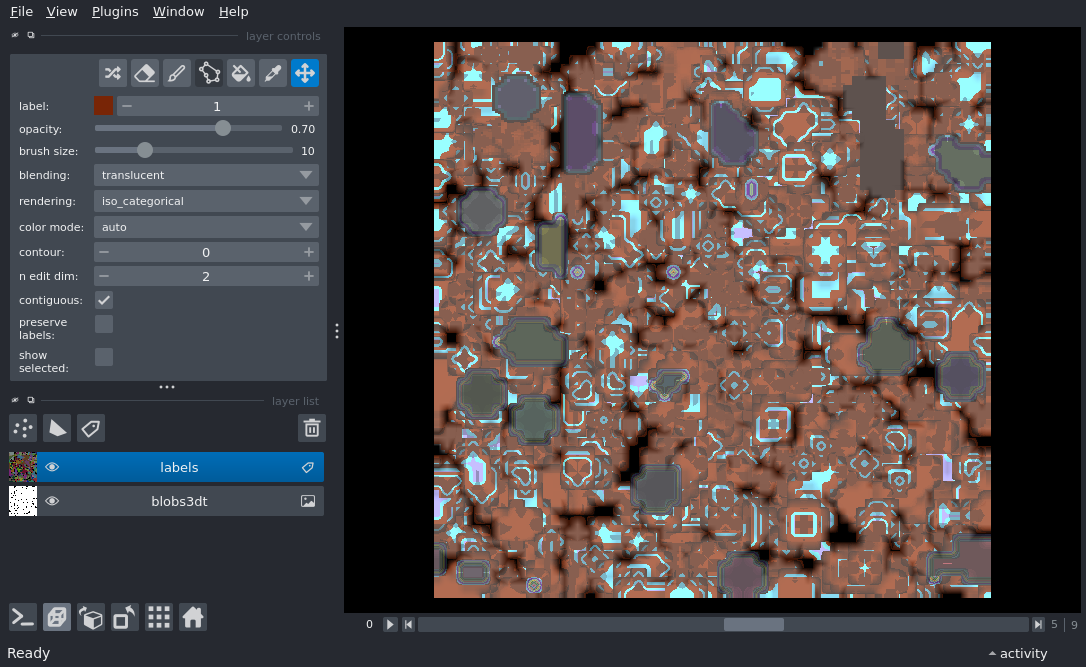 File View Plugins Window Help
layer controls
label: 1
opacity: 0.70
brush size: 10
blending: translucent
rendering: iso_categorical
color mode: auto
contour: 0
n edit dim: 2
contiguous:
preserve
labels:
show
selected:
layer list
labels
blobs3dt
0 5 | 9
Ready activity